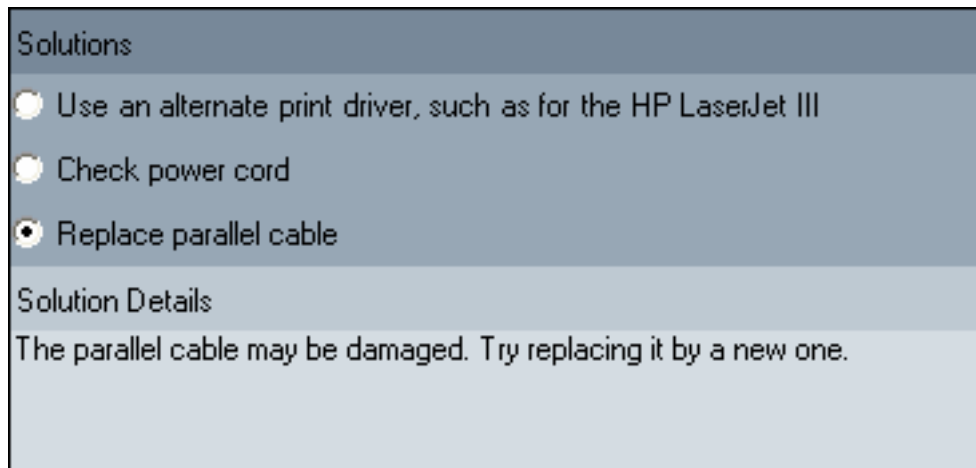 Solutions
Use an alternate print driver, such as for the HP LaserJet III
Check power cord
Replace parallel cable
Solution Details
The parallel cable may be damaged. Try replacing it by a new one.